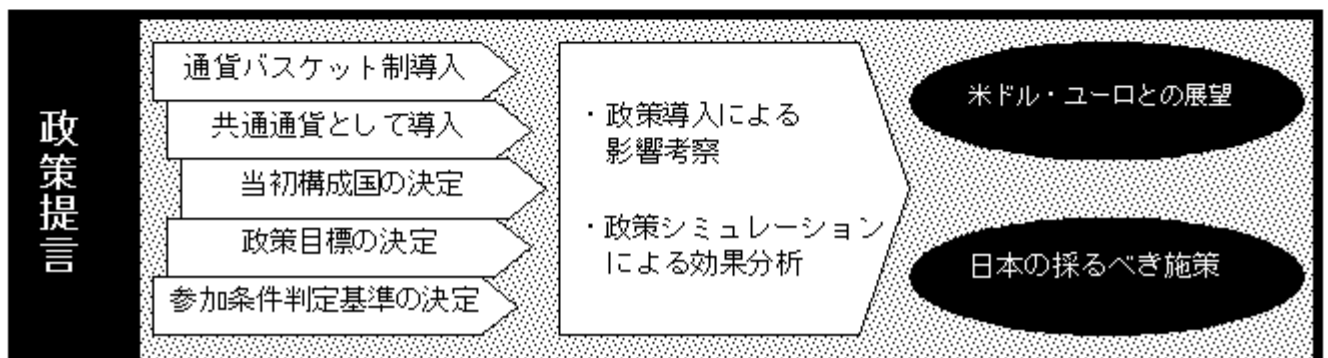 政策提言
通貨バスケット制導入
共通通貨として導入
当初構成国の決定
政策目標の決定
参加条件判定基準の決定
・政策導入による
影響考察
・政策シミュレーション
による効果分析
米ドル・ユーロとの展望
日本の採るべき施策